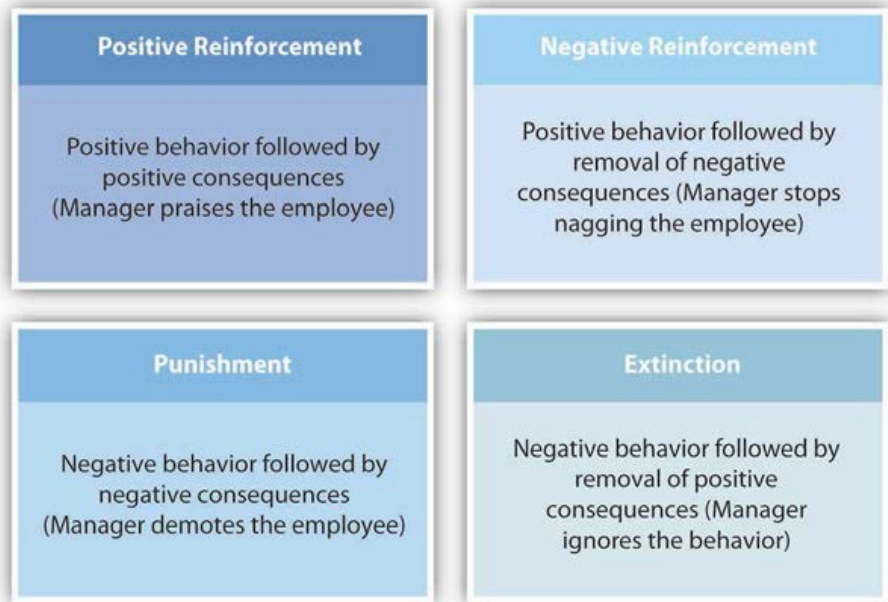 Positive Reinforcement
Positive behavior followed by
positive consequences
(Manager praises the employee)
Negative Reinforcement
Positive behavior followed by
removal of negative
consequences (Manager stops
nagging the employee)
Punishment
Negative behavior followed by
negative consequences
(Manager demotes the employee)
Extinction
Negative behavior followed by
removal of positive
consequences (Manager
ignores the behavior)